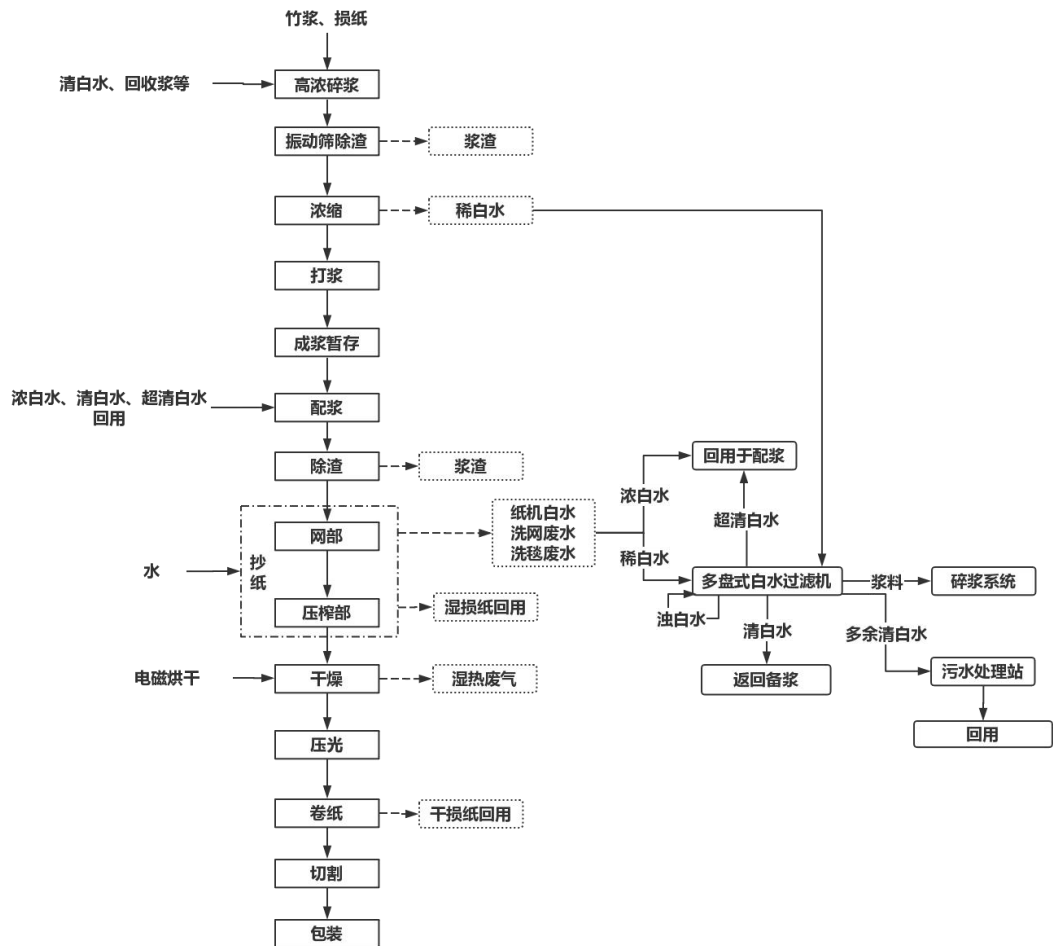 竹浆、损纸
清白水、回收浆等
高浓碎浆
振动筛除渣
浆渣
浓缩
稀白水
打浆
成浆暂存
浓白水、清白水、超清白水
回用
配浆
除渣
浆渣
回用于配浆
浓白水
超清白水
纸机白水
洗网废水
洗毯废水
稀白水
抄
纸
网部
水
压榨部
湿损纸回用
多盘式白水过滤机
浆料
碎浆系统
浊白水
清白水
多余清白水
返回备浆
污水处理站
回用
电磁烘干
干燥
湿热废气
压光
卷纸
干损纸回用
切割
包装